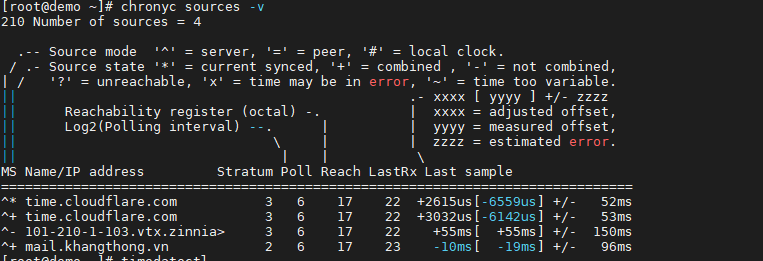 [root@demo ~]# chronyc sources -v
210 Number of sources = 4
  .-- Source mode  '^' = server, '=' = peer, '#' = local clock.
 / .- Source state '*' = current synced, '+' = combined , '-' = not combined,
| /   '?' = unreachable, 'x' = time may be in error, '~' = time too variable.
||                                                 .- xxxx [ yyyy ] +/- zzzz
||      Reachability register (octal) -.           |  xxxx = adjusted offset,
||      Log2(Polling interval) --.      |          |  yyyy = measured offset,
||                                \     |          |  zzzz = estimated error.
||                                 |    |           \
MS Name/IP address         Stratum Poll Reach LastRx Last sample
===============================================================================
^* time.cloudflare.com           3   6    17    22  +2615us[-6559us] +/-   52ms
^+ time.cloudflare.com           3   6    17    22  +3032us[-6142us] +/-   53ms
^- 101-210-1-103.vtx.zinnia>     3   6    17    22    +55ms[  +55ms] +/-  150ms
^+ mail.khangthong.vn            2   6    17    23    -10ms[  -19ms] +/-   96ms
[root@demo ~]# timedatectl